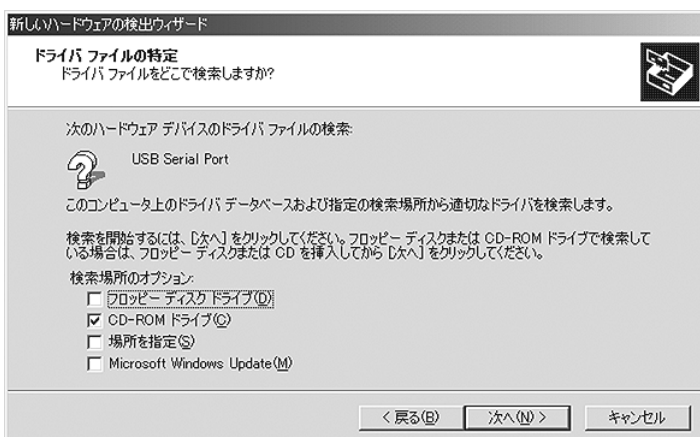 新しいハードウェアの検出ウィザード
ドライバ ファイルの特定
ドライバ ファイルをどこで検索しますか?
次のハードウェア デバイスのドライバ ファイルの検索:
USB Serial Port
このコンピュータ上のドライバ データベースおよび指定の検索場所から適切なドライバを検索します。
検索を開始するには、[次へ] をクリックしてください。フロッピー ディスクまたは CD-ROM ドライブで検索して
いる場合は、フロッピー ディスクまたは CD を挿入してから [次へ] をクリックしてください。
検索場所のオプション:
フロッピー ディスク ドライブ(D)
CD-ROM ドライブ(C)
場所を指定(S)
Microsoft Windows Update(M)
< 戻る(B) 次へ(N) > キャンセル